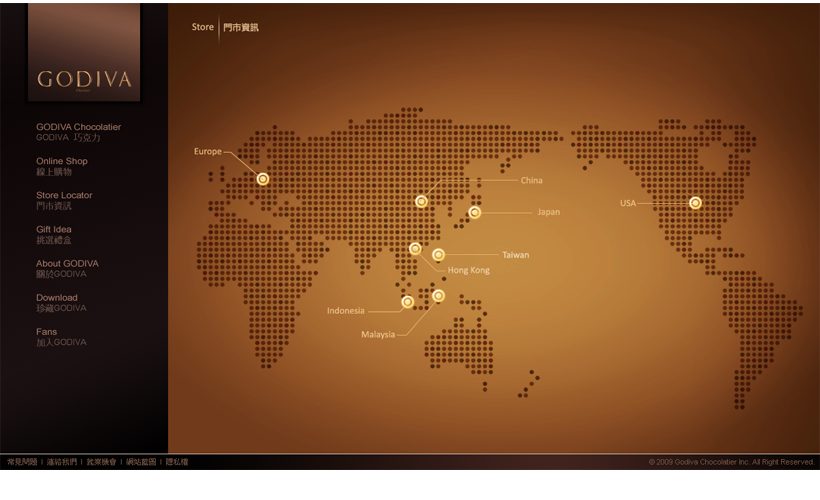 GODIVA
GODIVA Chocolatier
GODIVA 巧克力
Online Shop
線上購物
Store Locator
門市資訊
Gift Idea
挑選禮盒
About GODIVA
關於GODIVA
Download
珍藏GODIVA
Fans
加入GODIVA
Store 門市資訊
Europe
China
Japan
USA
Taiwan
Hong Kong
Indonesia
Malaysia
常見問題 | 連絡我們 | 就業機會 | 網站藍圖 | 隱私權
© 2009 Godiva Chocolatier Inc. All Right Reserved.